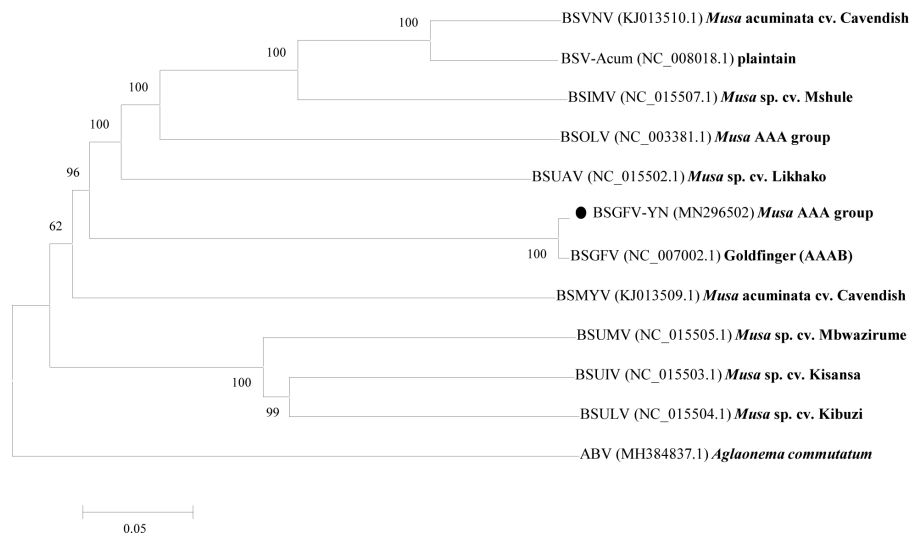 BSVNV (KJ013510.1) Musa acuminata cv. Cavendish
100
BSV-Acum (NC_008018.1) plaintain
100
BSIMV (NC_015507.1) Musa sp. cv. Mshule
100
BSOLV (NC_003381.1) Musa AAA group
100
BSUAV (NC_015502.1) Musa sp. cv. Likhako
96
BSGFV-YN (MN296502) Musa AAA group
62
100
BSGFV (NC_007002.1) Goldfinger (AAAB)
BSMYV (KJ013509.1) Musa acuminata cv. Cavendish
BSUMV (NC_015505.1) Musa sp. cv. Mbwazirume
100
BSUIV (NC_015503.1) Musa sp. cv. Kisansa
99
BSULV (NC_015504.1) Musa sp. cv. Kibuzi
ABV (MH384837.1) Aglaonema commutatum
0.05